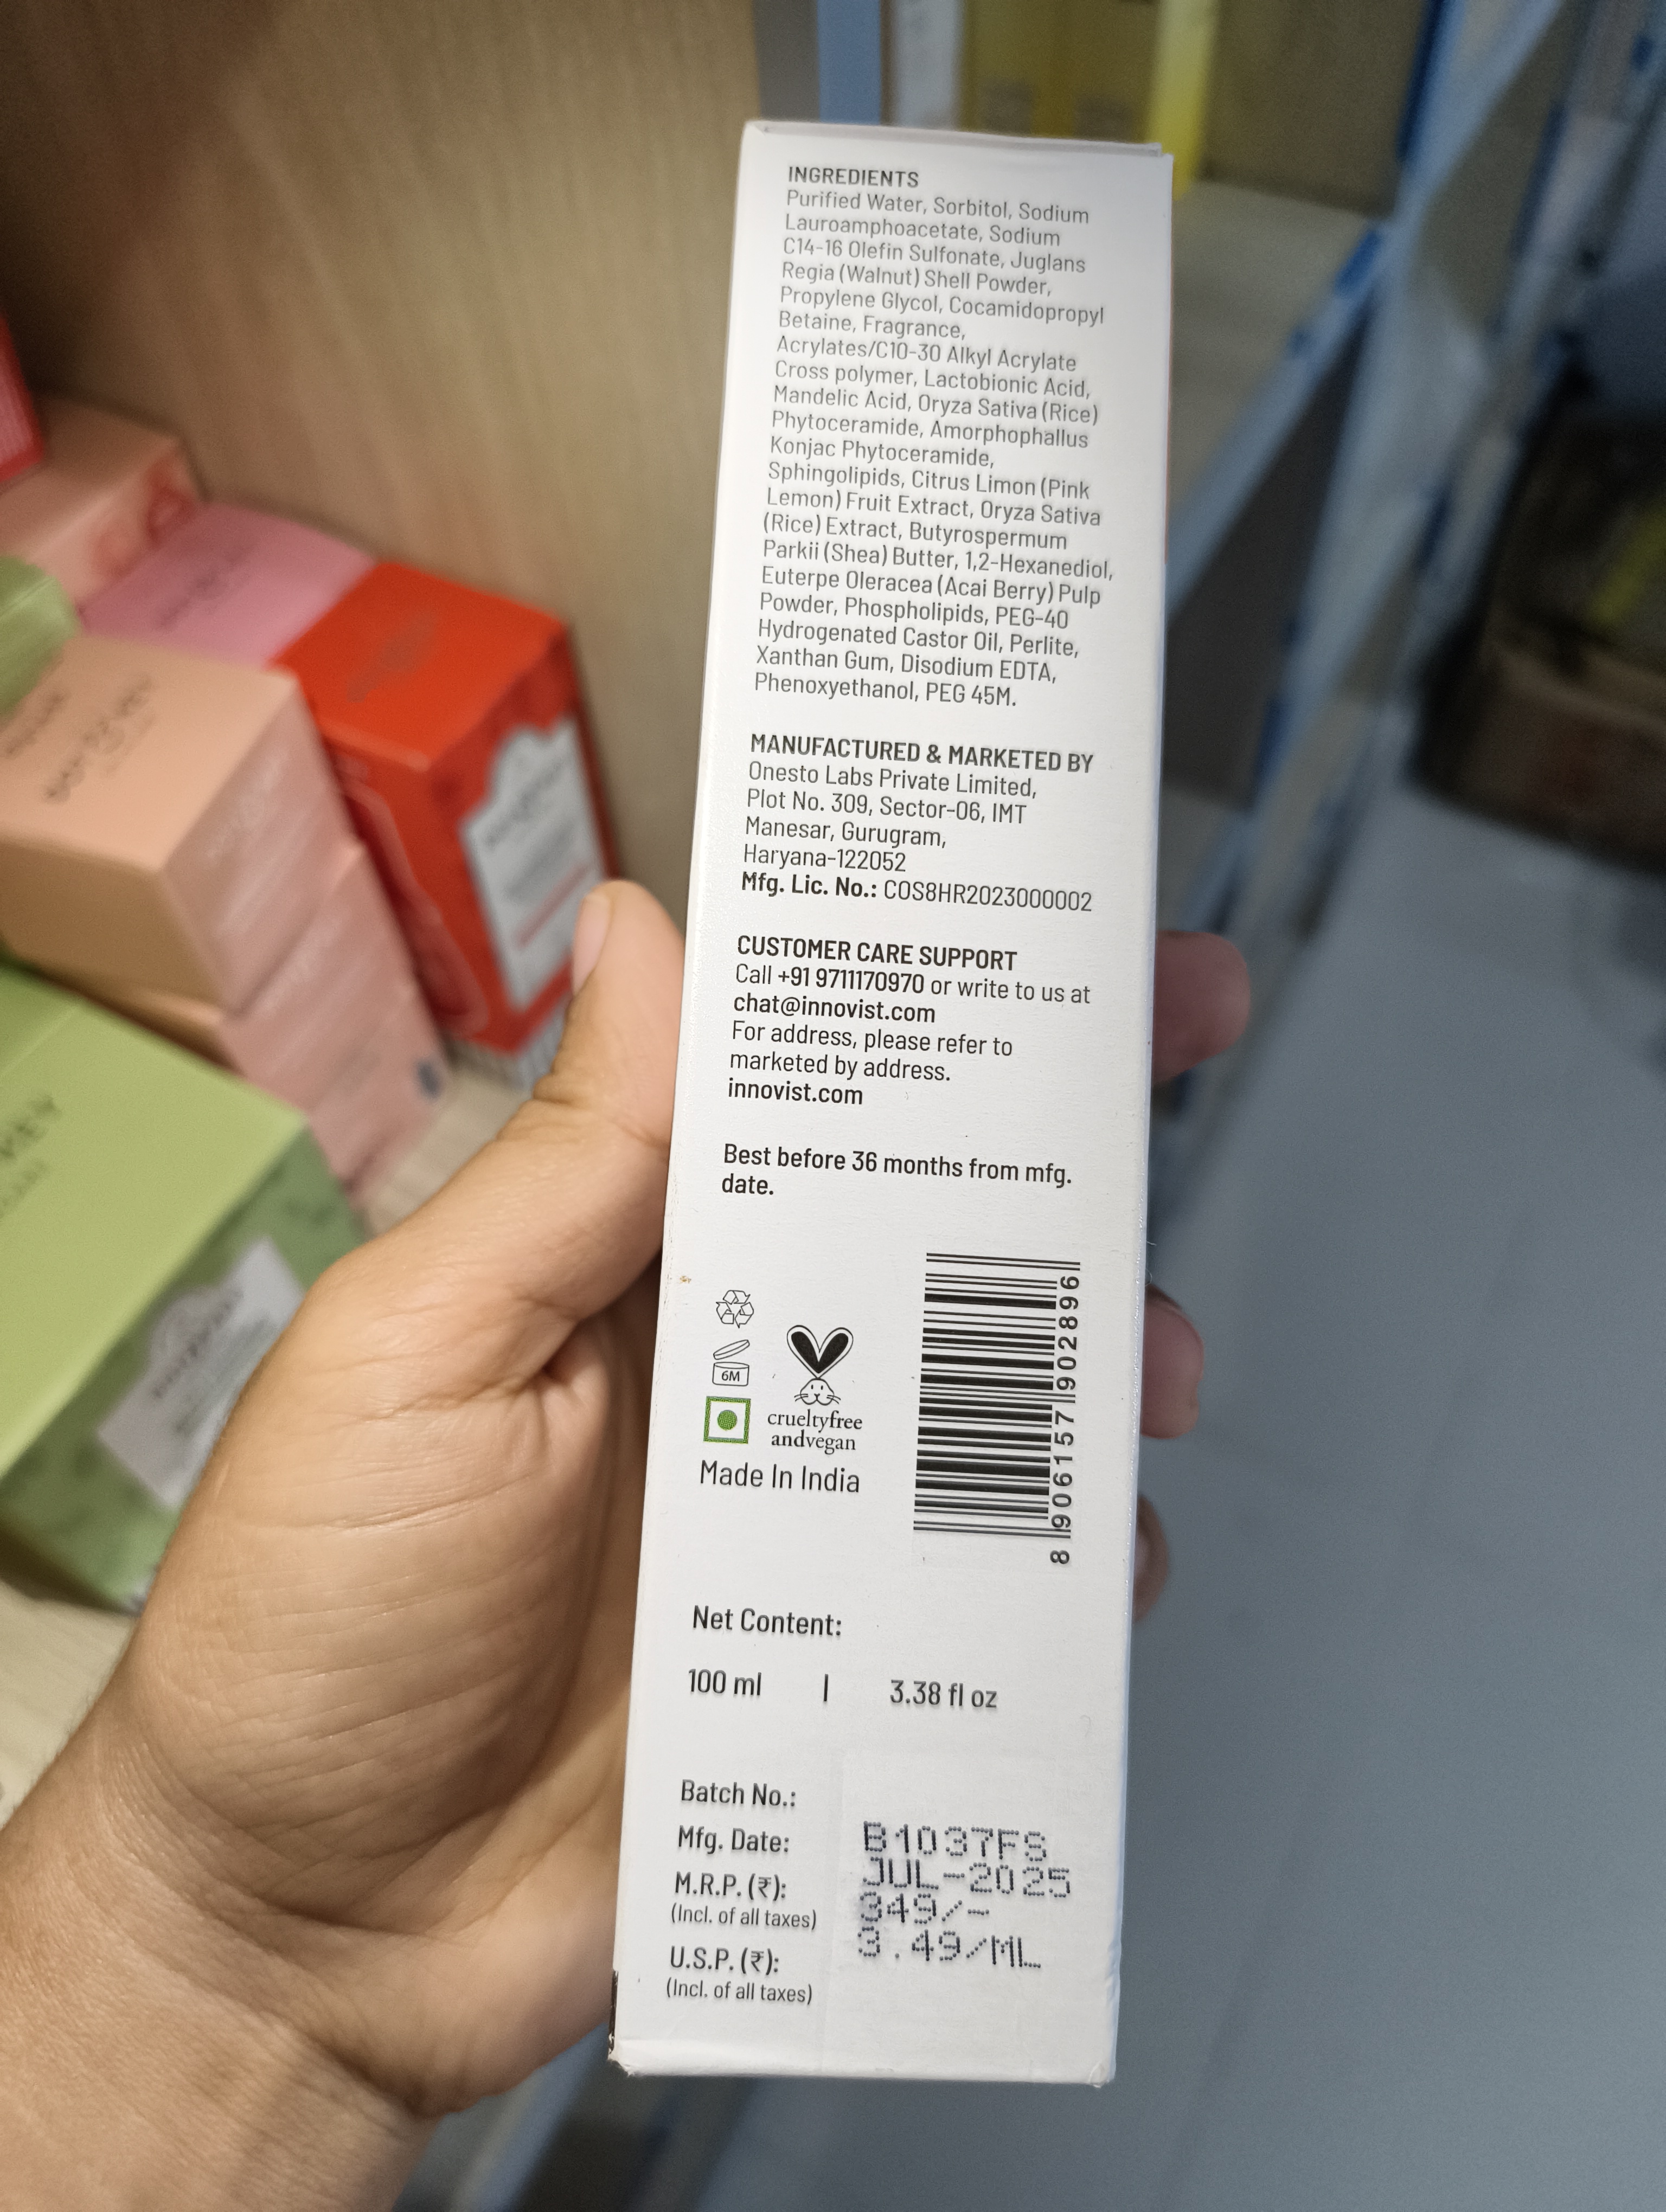 INGREDIENTS
Purified Water, Sorbitol, Sodium
Lauroamphoacetate, Sodium
C14-16 Olefin Sulfonate, Juglans
Regia (Walnut) Shell Powder,
Propylene Glycol, Cocamidopropyl
Betaine, Fragrance,
Acrylates/C10-30 Alkyl Acrylate
Cross polymer, Lactobionic Acid,
Mandelic Acid, Oryza Sativa (Rice)
Phytoceramide, Amorphophallus
Konjac Phytoceramide,
Sphingolipids, Citrus Limon (Pink
Lemon) Fruit Extract, Oryza Sativa
(Rice) Extract, Butyrospermum
Parkii (Shea) Butter, 1,2-Hexanediol,
Euterpe Oleracea (Acai Berry) Pulp
Powder, Phospholipids, PEG-40
Hydrogenated Castor Oil, Perlite,
Xanthan Gum, Disodium EDTA,
Phenoxyethanol, PEG 45M.
MANUFACTURED & MARKETED BY
Onesto Labs Private Limited,
Plot No. 309, Sector-06, IMT
Manesar, Gurugram,
Haryana-122052
Mfg. Lic. No.: COS8HR2023000002
CUSTOMER CARE SUPPORT
Call +91 9711170970 or write to us at
chat@innovist.com
For address, please refer to
marketed by address.
innovist.com
Best before 36 months from mfg.
date.
6M
crueltyfree
andvegan
Made In India
8 906157 902896
Net Content:
100 ml | 3.38 fl oz
Batch No.: B1037FS
Mfg. Date: JUL-2025
M.R.P. (₹): 349/-
(Incl. of all taxes)
U.S.P. (₹): 3.49/ML
(Incl. of all taxes)